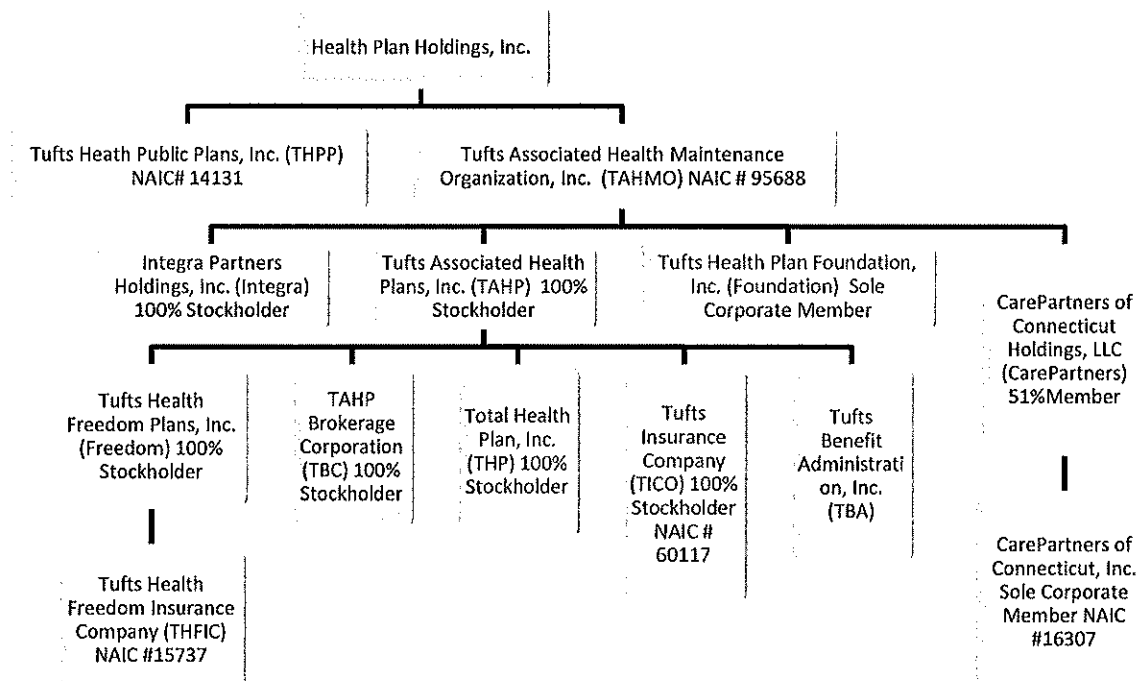 Health Plan Holdings, Inc.
Tufts Heath Public Plans, Inc. (THPP)
NAIC# 14131
Tufts Associated Health Maintenance
Organization, Inc. (TAHMO) NAIC # 95688
Integra Partners
Holdings, Inc. (Integra)
100% Stockholder
Tufts Associated Health
Plans, Inc. (TAHP) 100%
Stockholder
Tufts Health Plan Foundation,
Inc. (Foundation) Sole
Corporate Member
CarePartners of
Connecticut
Holdings, LLC
(CarePartners)
51%Member
Tufts Health
Freedom Plans, Inc.
(Freedom) 100%
Stockholder
TAHP
Brokerage
Corporation
(TBC) 100%
Stockholder
Total Health
Plan, Inc.
(THP) 100%
Stockholder
Tufts
Insurance
Company
(TICO) 100%
Stockholder
NAIC #
60117
Tufts
Benefit
Administrati
on, Inc.
(TBA)
Tufts Health
Freedom Insurance
Company (THFIC)
NAIC #15737
CarePartners of
Connecticut, Inc.
Sole Corporate
Member NAIC
#16307